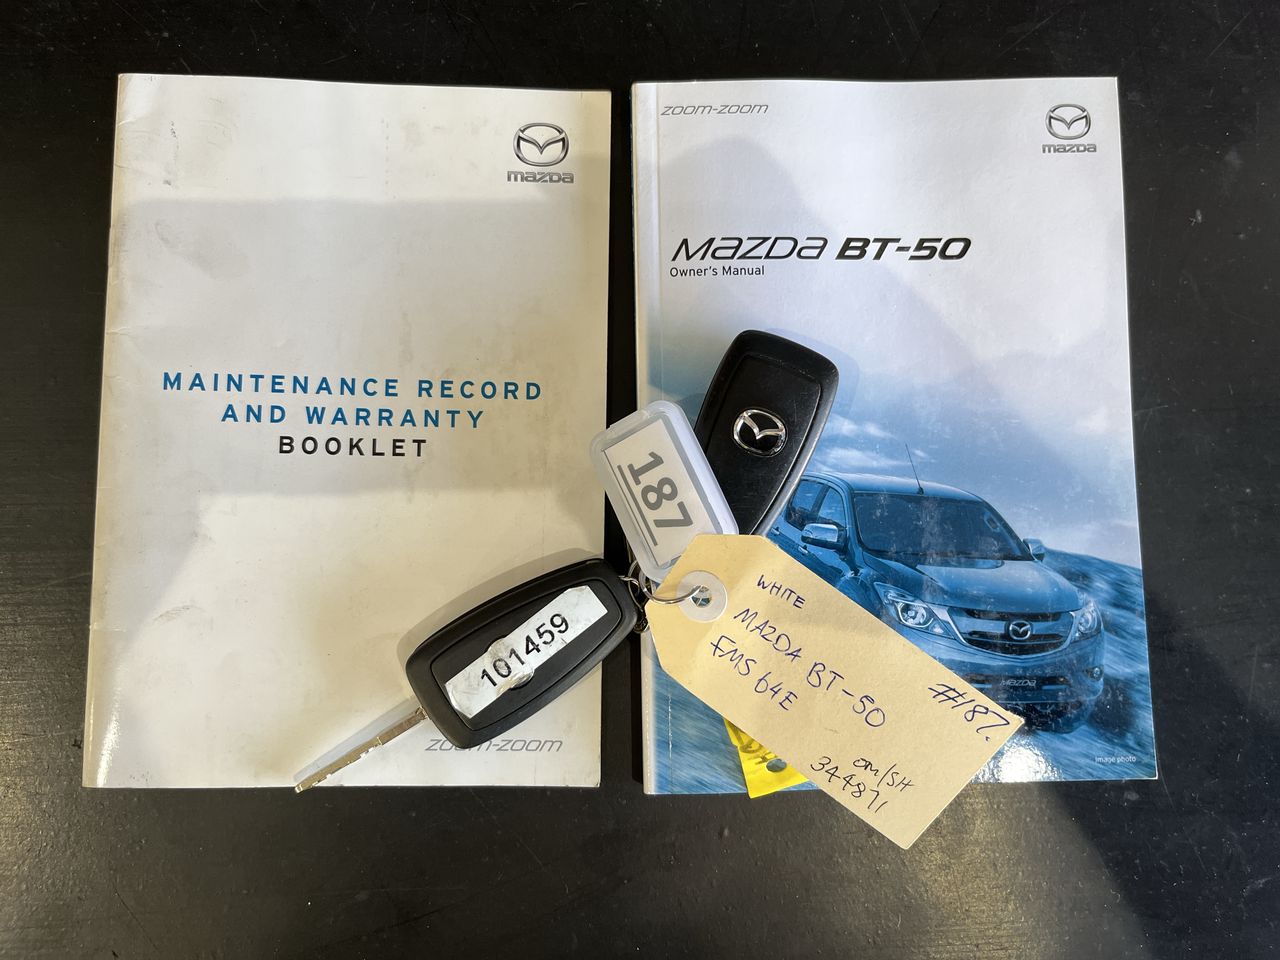 mazda
MAINTENANCE RECORD
AND WARRANTY
BOOKLET
zoom-zoom
zoom-zoom
mazda
mazda BT-50
Owner's Manual
187
101459
WHITE
MAZDA BT-50
FMS 64E
#187.
om/SH
344871
mazda
image photo